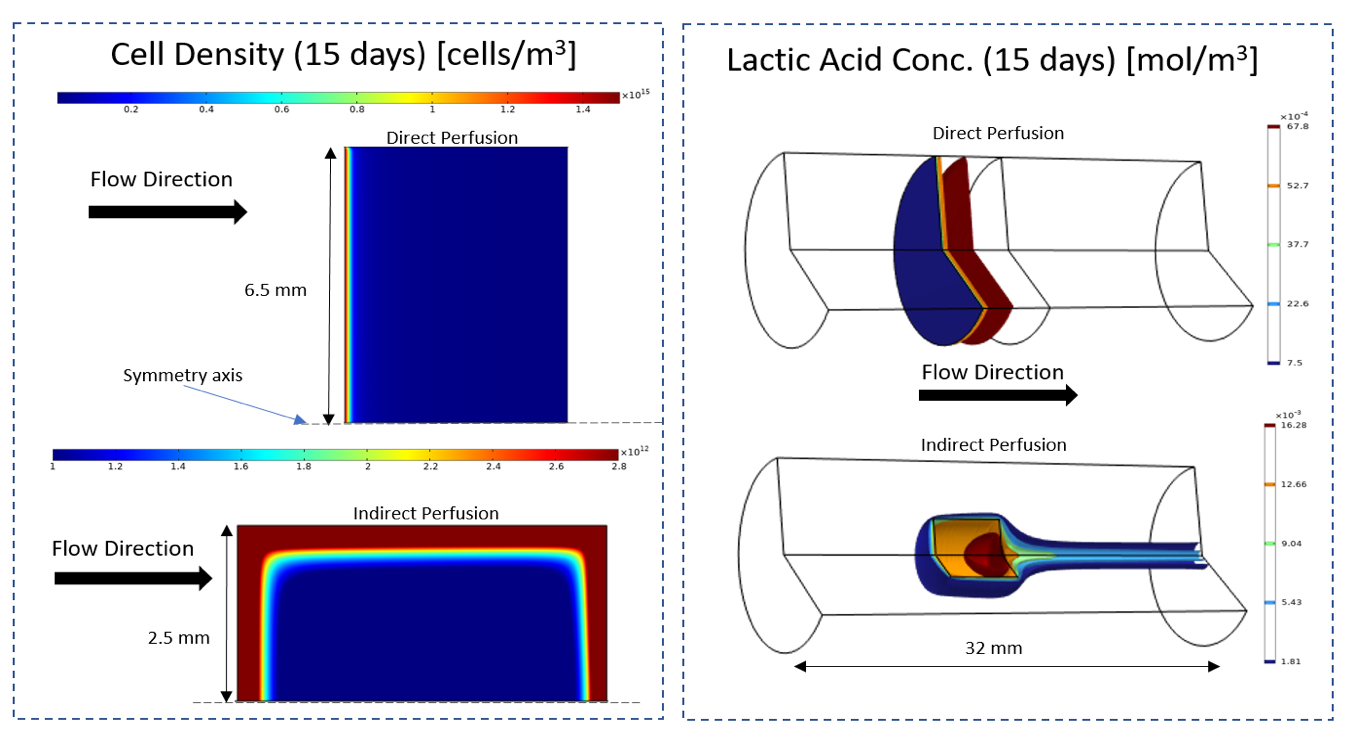 Cell Density (15 days) [cells/m³]
×10¹⁵
0.2 0.4 0.6 0.8 1 1.2 1.4
Direct Perfusion
Flow Direction
6.5 mm
Symmetry axis
×10¹²
1 1.2 1.4 1.6 1.8 2 2.2 2.4 2.6 2.8
Indirect Perfusion
Flow Direction
2.5 mm
Lactic Acid Conc. (15 days) [mol/m³]
Direct Perfusion
×10⁻⁴
67.8
52.7
37.7
22.6
7.5
Flow Direction
Indirect Perfusion
×10⁻³
16.28
12.66
9.04
5.43
1.81
32 mm